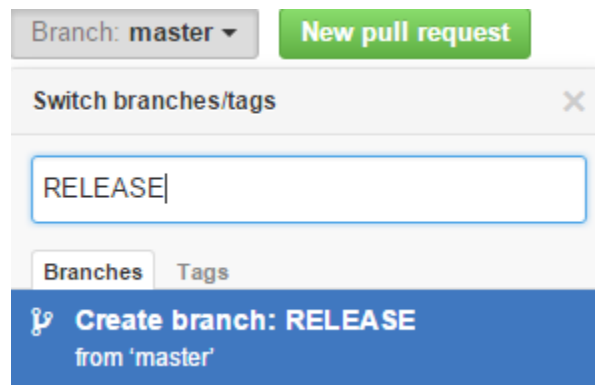 Branch: master New pull request
Switch branches/tags
RELEASE
Branches Tags
Create branch: RELEASE
from 'master'